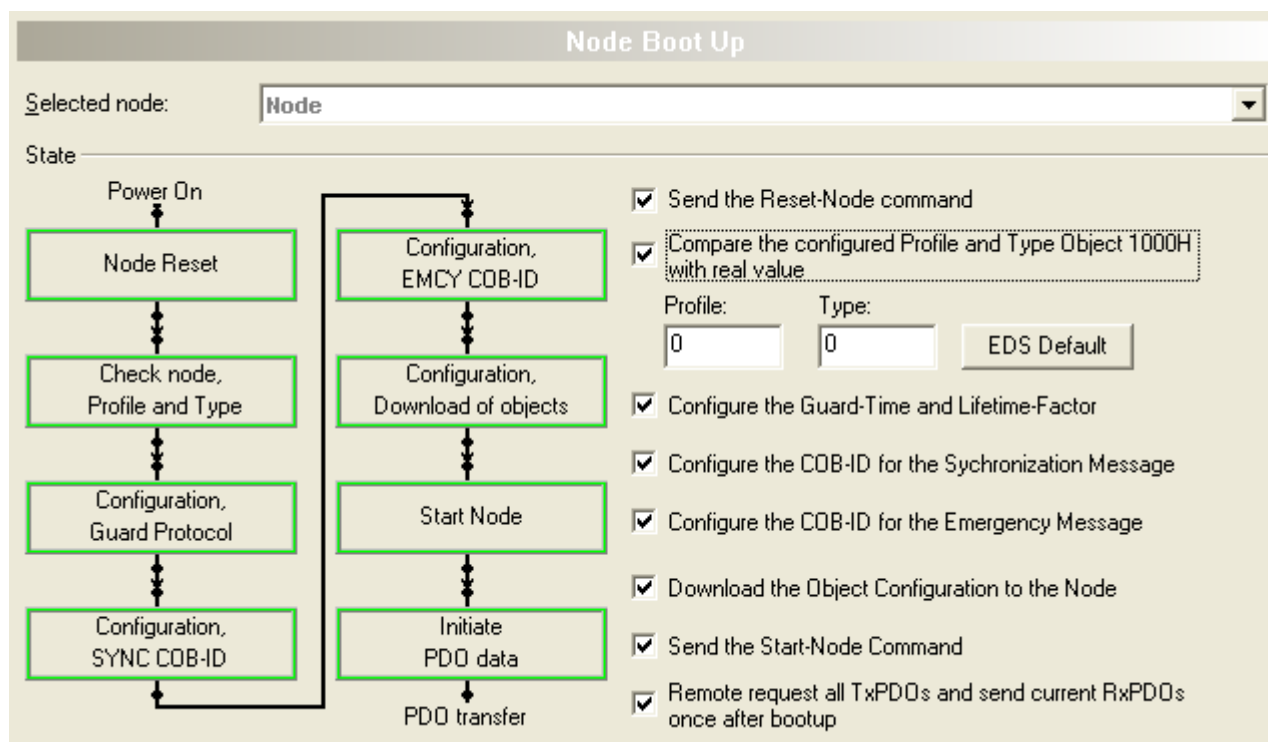 Node Boot Up
Selected node:
Node
State
Power On
Node Reset
Check node,
Profile and Type
Configuration,
Guard Protocol
Configuration,
SYNC COB-ID
Configuration,
EMCY COB-ID
Configuration,
Download of objects
Start Node
Initiate
PDO data
PDO transfer
Send the Reset-Node command
Compare the configured Profile and Type Object 1000H
with real value
Profile:
Type:
0
0
EDS Default
Configure the Guard-Time and Lifetime-Factor
Configure the COB-ID for the Sychronization Message
Configure the COB-ID for the Emergency Message
Download the Object Configuration to the Node
Send the Start-Node Command
Remote request all TxPDOs and send current RxPDOs
once after bootup